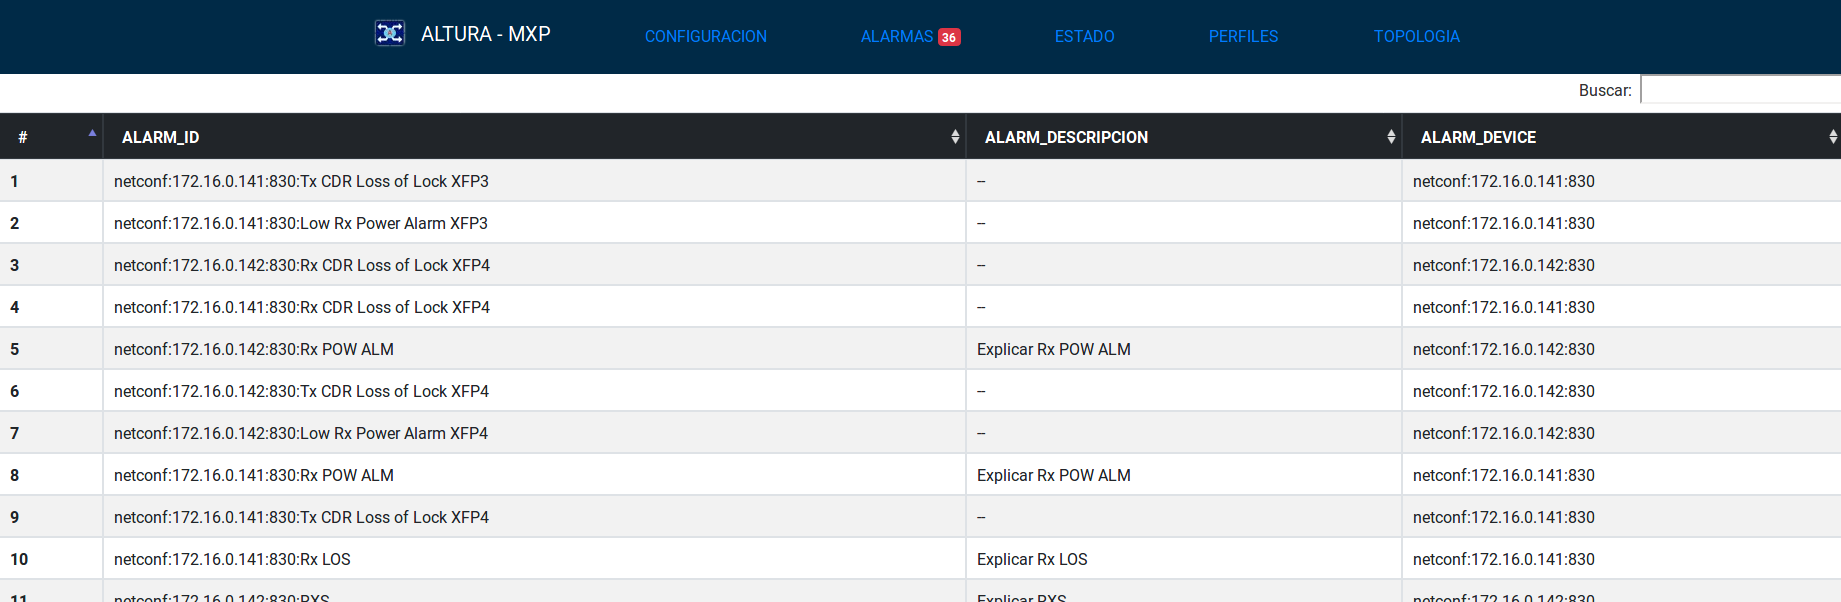 ALTURA - MXP CONFIGURACION ALARMAS 36 ESTADO PERFILES TOPOLOGIA
Buscar:
# ALARM_ID ALARM_DESCRIPCION ALARM_DEVICE
1 netconf:172.16.0.141:830:Tx CDR Loss of Lock XFP3 -- netconf:172.16.0.141:830
2 netconf:172.16.0.141:830:Low Rx Power Alarm XFP3 -- netconf:172.16.0.141:830
3 netconf:172.16.0.142:830:Rx CDR Loss of Lock XFP4 -- netconf:172.16.0.142:830
4 netconf:172.16.0.141:830:Rx CDR Loss of Lock XFP4 -- netconf:172.16.0.141:830
5 netconf:172.16.0.142:830:Rx POW ALM Explicar Rx POW ALM netconf:172.16.0.142:830
6 netconf:172.16.0.142:830:Tx CDR Loss of Lock XFP4 -- netconf:172.16.0.142:830
7 netconf:172.16.0.142:830:Low Rx Power Alarm XFP4 -- netconf:172.16.0.142:830
8 netconf:172.16.0.141:830:Rx POW ALM Explicar Rx POW ALM netconf:172.16.0.141:830
9 netconf:172.16.0.141:830:Tx CDR Loss of Lock XFP4 -- netconf:172.16.0.141:830
10 netconf:172.16.0.141:830:Rx LOS Explicar Rx LOS netconf:172.16.0.141:830
11 netconf:172.16.0.142:830:RXS Explicar RXS netconf:172.16.0.142:830